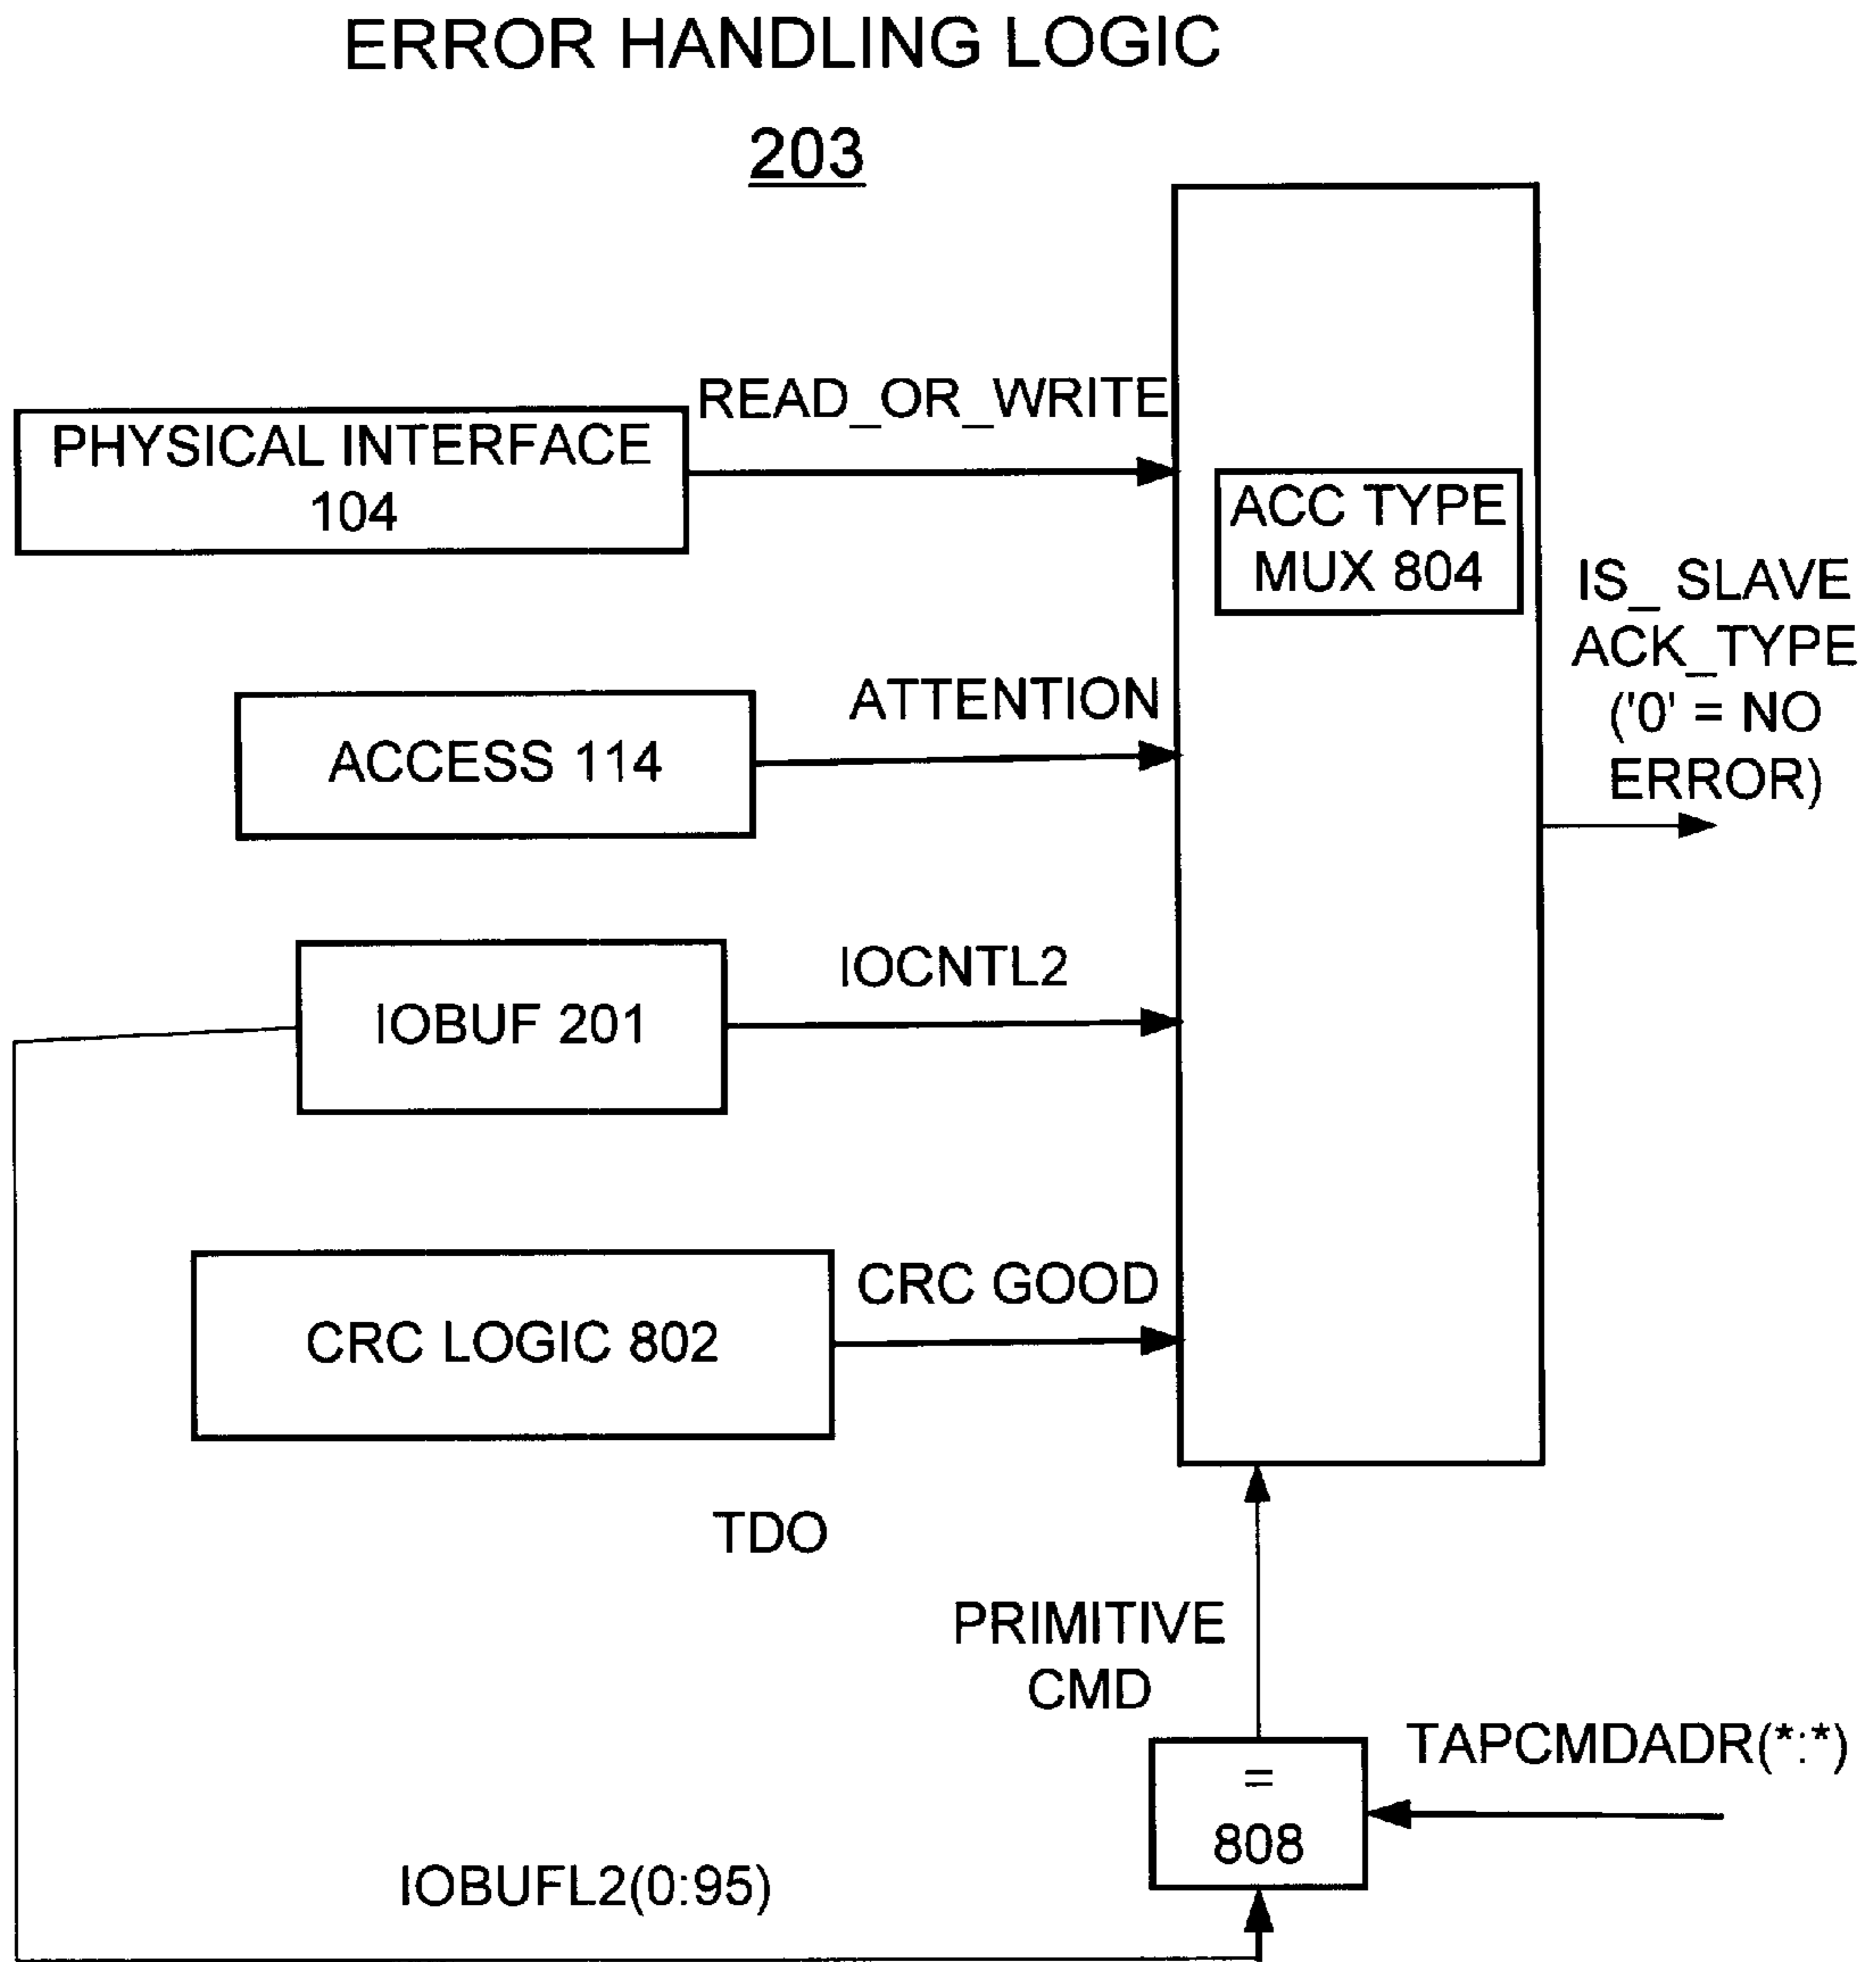 ERROR HANDLING LOGIC
203
READ_OR_WRITE
PHYSICAL INTERFACE
104
ACC TYPE
MUX 804
IS_ SLAVE
ACK_TYPE
('0' = NO
ERROR)
ATTENTION
ACCESS 114
IOCNTL2
IOBUF 201
CRC GOOD
CRC LOGIC 802
TDO
PRIMITIVE
CMD
TAPCMDADR(*:*)
=
808
IOBUFL2(0:95)